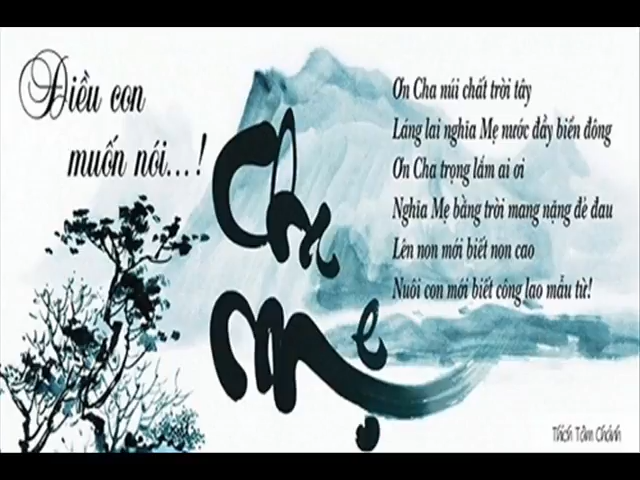 Điều con
muốn nói...!
Cha
Mẹ
Ơn Cha núi chất trời tây
Láng lai nghĩa Mẹ nước đầy biển đông
Ơn Cha trọng lắm ai ơi
Nghĩa Mẹ bằng trời mang nặng đẻ đau
Lên non mới biết non cao
Nuôi con mới biết công lao mẫu từ!
Thích Tâm Chánh